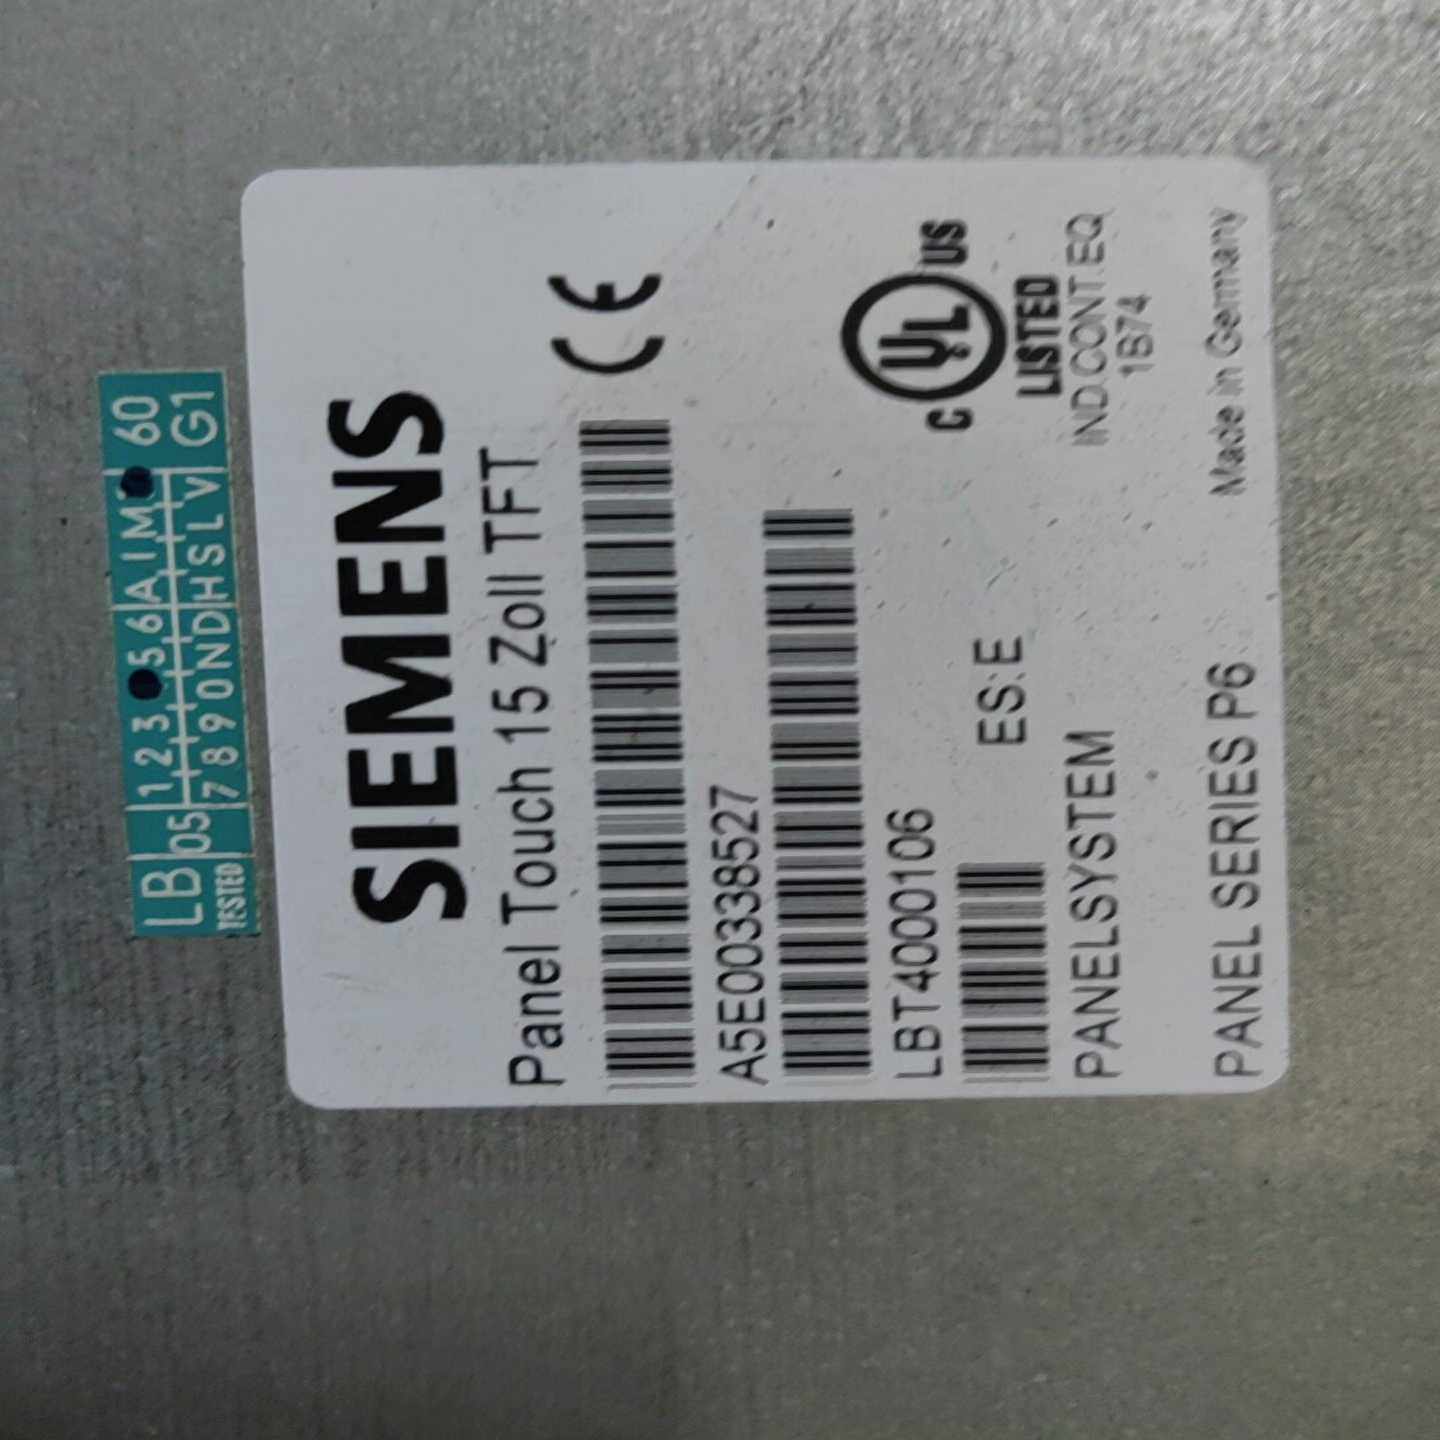 LB 05 1 2 3 5 6 A I M 60
TESTED 7 8 9 0 N D H S L V G1
SIEMENS
Panel Touch 15 Zoll TFT
CE
A5E00338527
LBT4000106
ES:E
PANELSYSTEM
PANEL SERIES P6
C UL US
LISTED
IND.CONT.EQ
1B74
Made in Germany